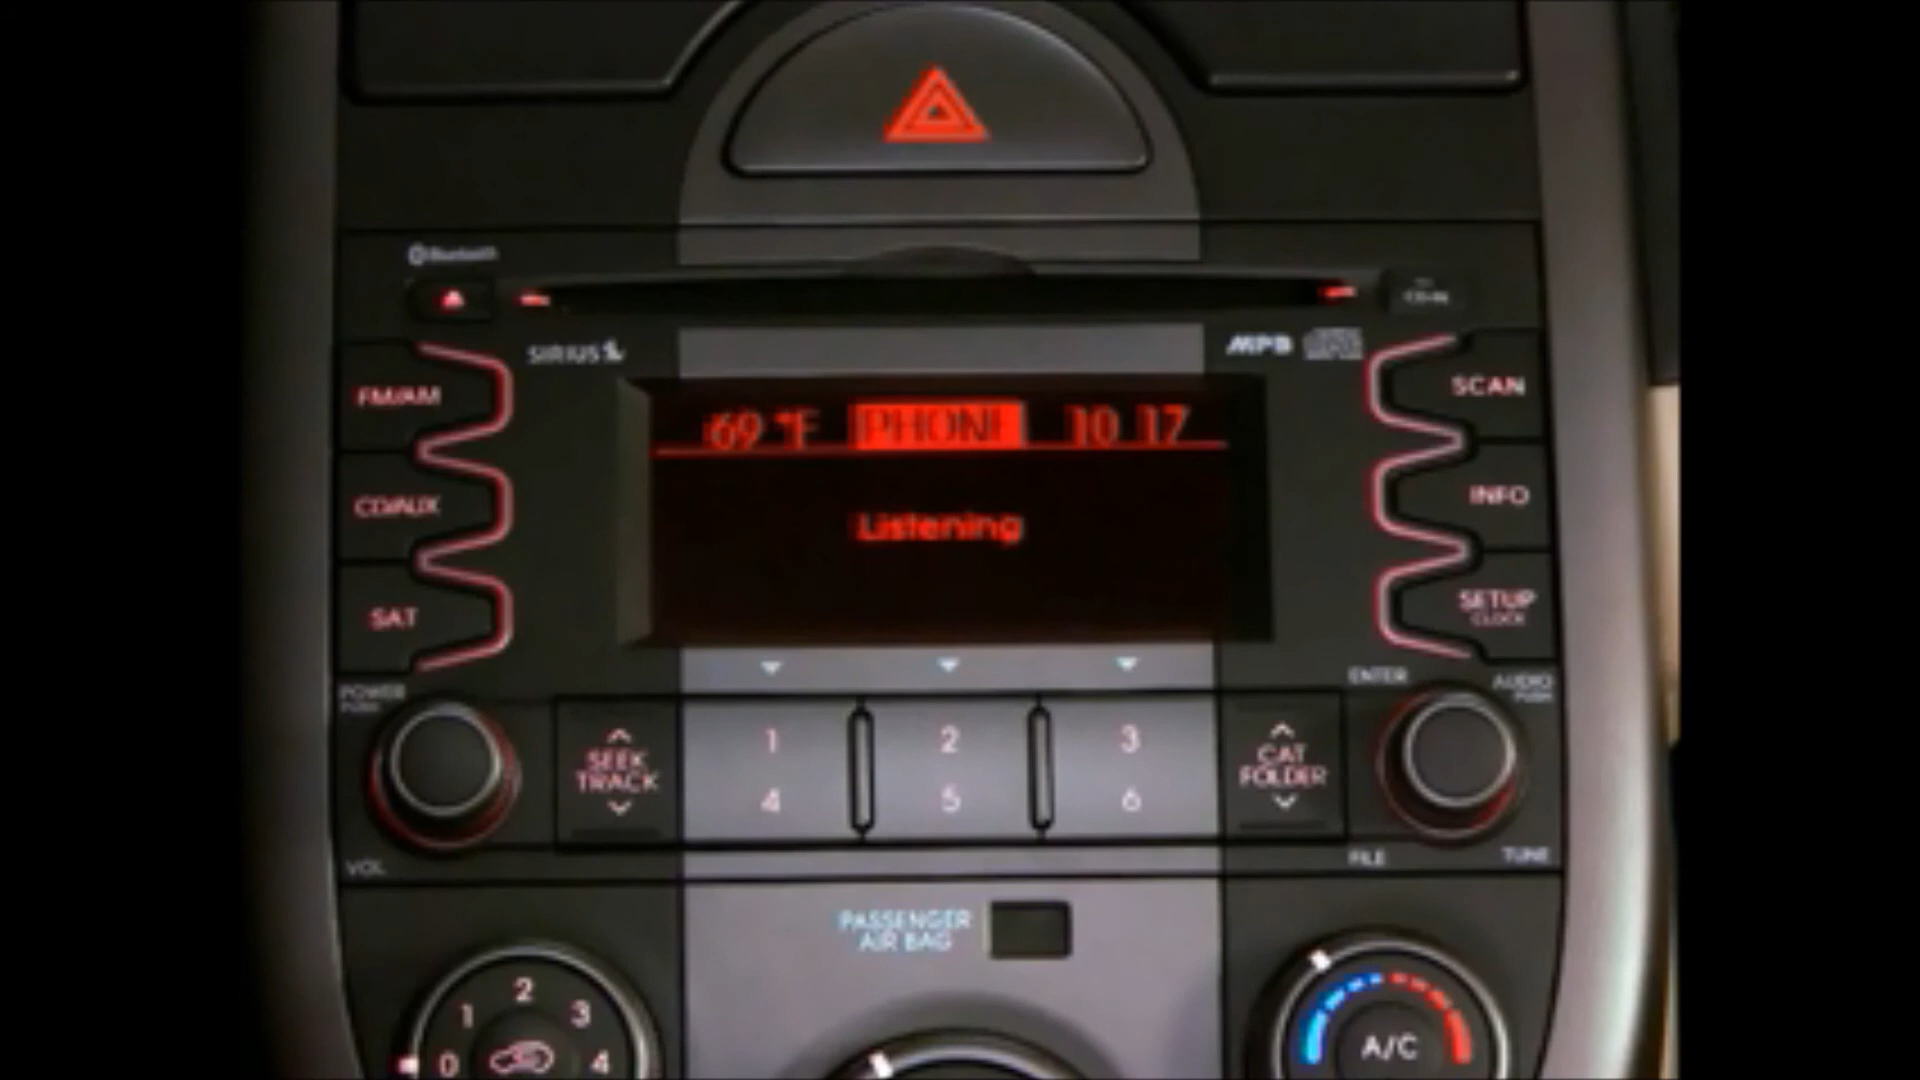 Bluetooth
CD-IN
SIRIUS
MP3
FM/AM
SCAN
69 °F PHONE 10 17
CD/AUX
INFO
Listening
SAT
SETUP
CLOCK
ENTER
AUDIO
PUSH
POWER
PUSH
1 2 3
SEEK
TRACK
CAT
FOLDER
4 5 6
VOL
FILE
TUNE
PASSENGER
AIR BAG
2
1 3
0 4
A/C